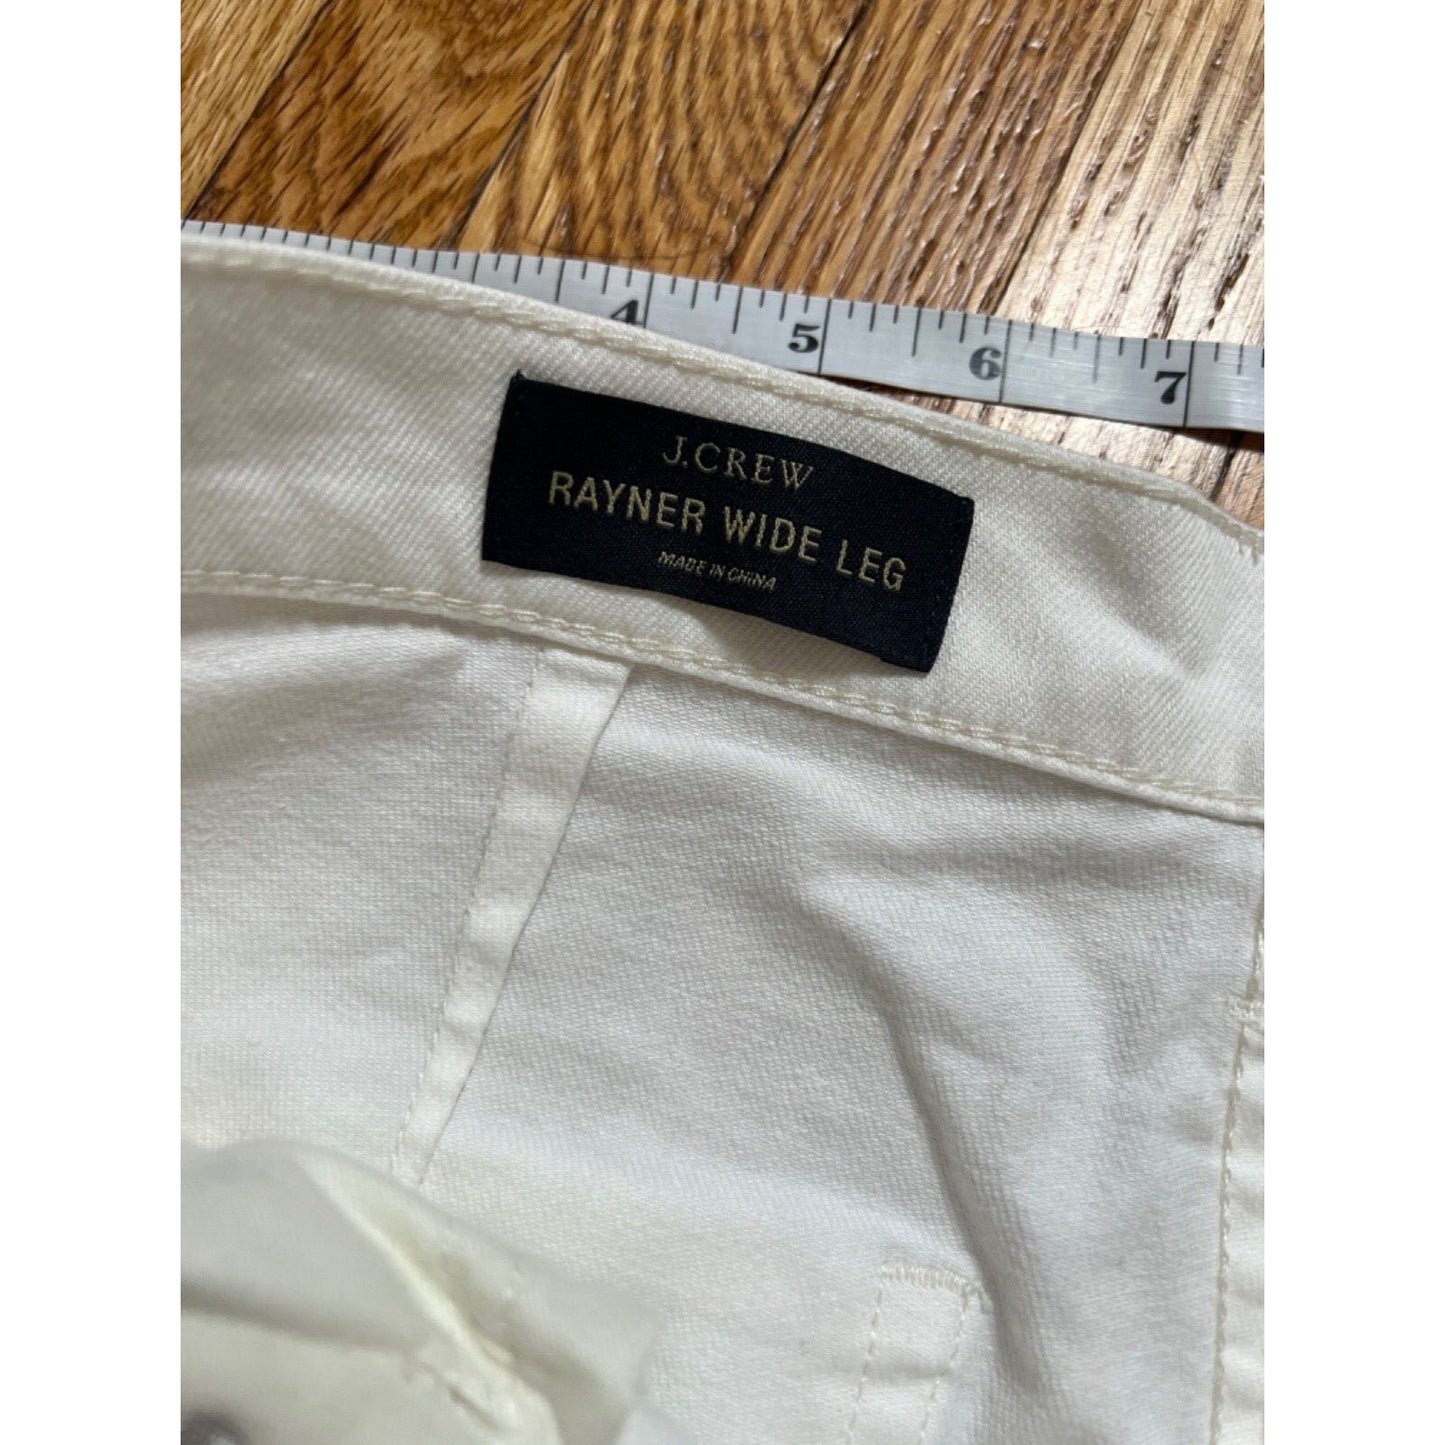 4 5 6 7
J.CREW
RAYNER WIDE LEG
MADE IN CHINA